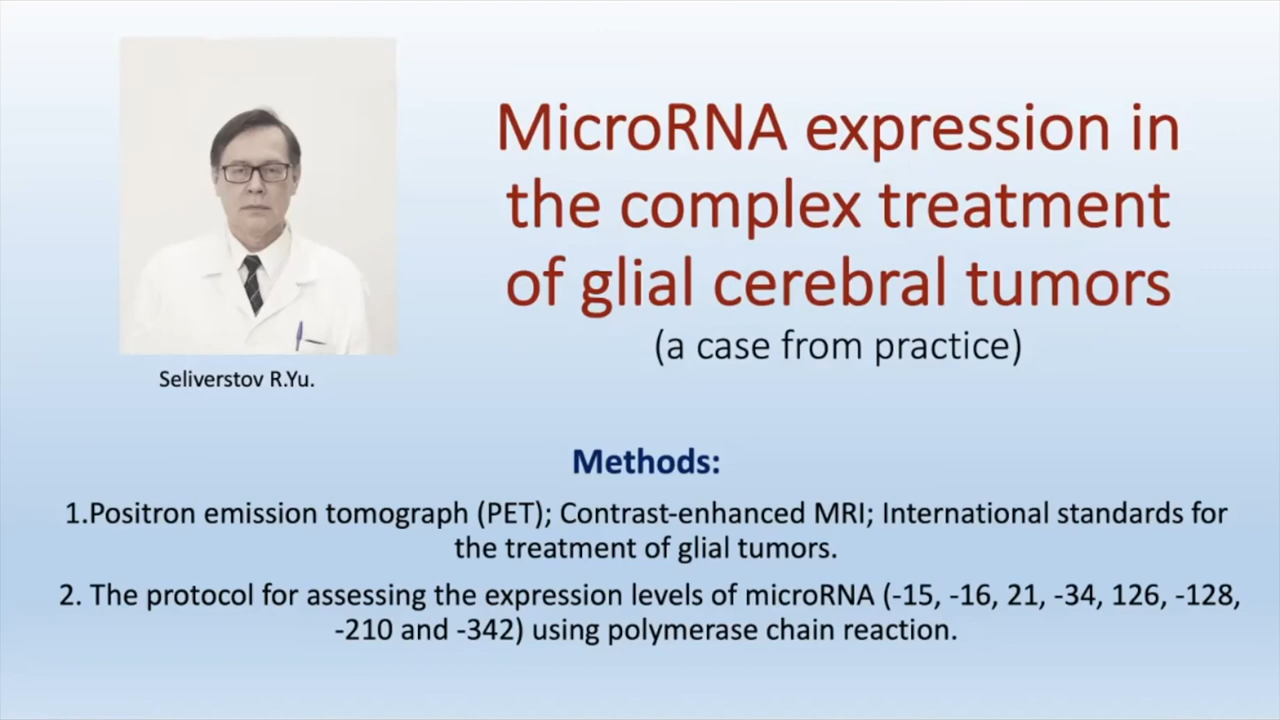 MicroRNA expression in
the complex treatment
of glial cerebral tumors
(a case from practice)
Seliverstov R.Yu.
Methods:
1.Positron emission tomograph (PET); Contrast-enhanced MRI; International standards for
the treatment of glial tumors.
2. The protocol for assessing the expression levels of microRNA (-15, -16, 21, -34, 126, -128,
-210 and -342) using polymerase chain reaction.